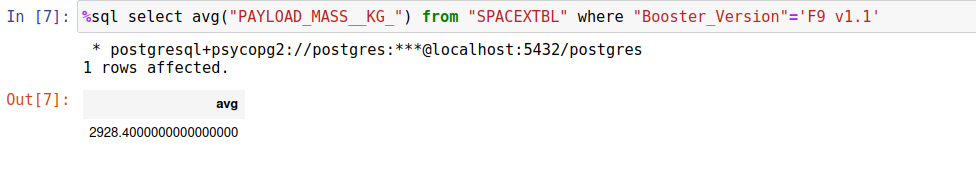 In [7]: %sql select avg("PAYLOAD_MASS__KG_") from "SPACEXTBL" where "Booster_Version"='F9 v1.1'
* postgresql+psycopg2://postgres:***@localhost:5432/postgres
1 rows affected.
Out[7]:
avg
2928.4000000000000000